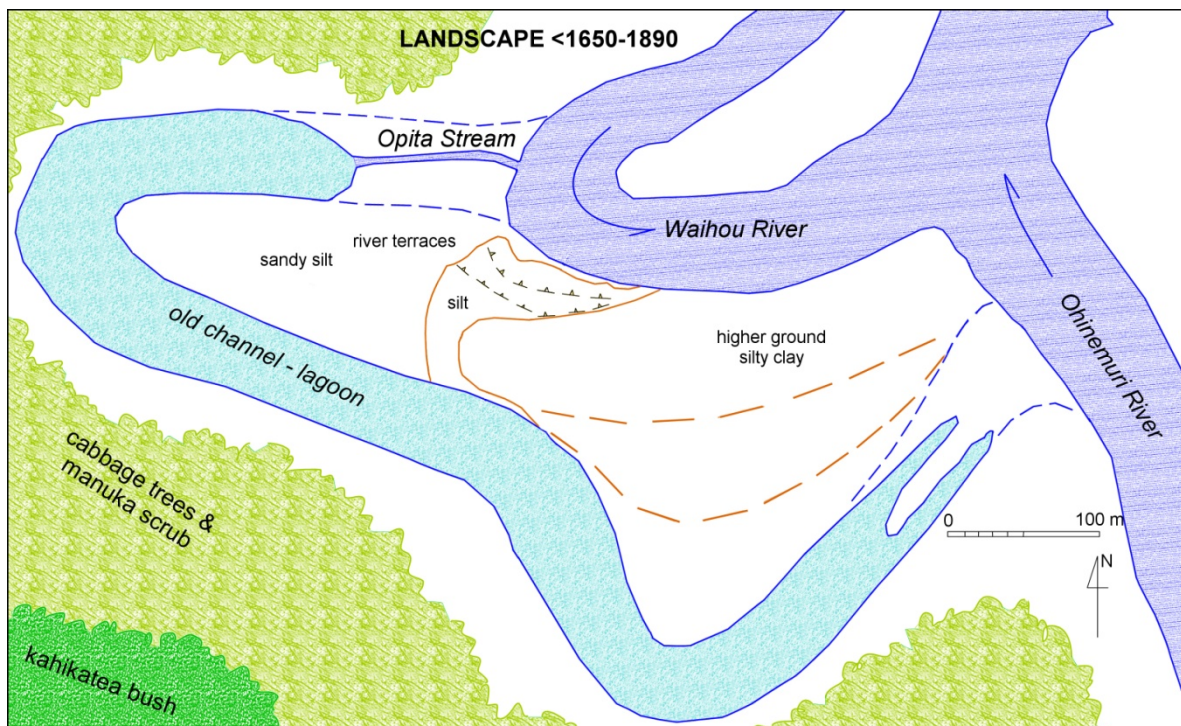 LANDSCAPE <1650-1890
Opita Stream
Waihou River
river terraces
sandy silt
silt
old channel - lagoon
higher ground
silty clay
Ohinemuri River
cabbage trees &
manuka scrub
0 100 m
N
kahikatea bush